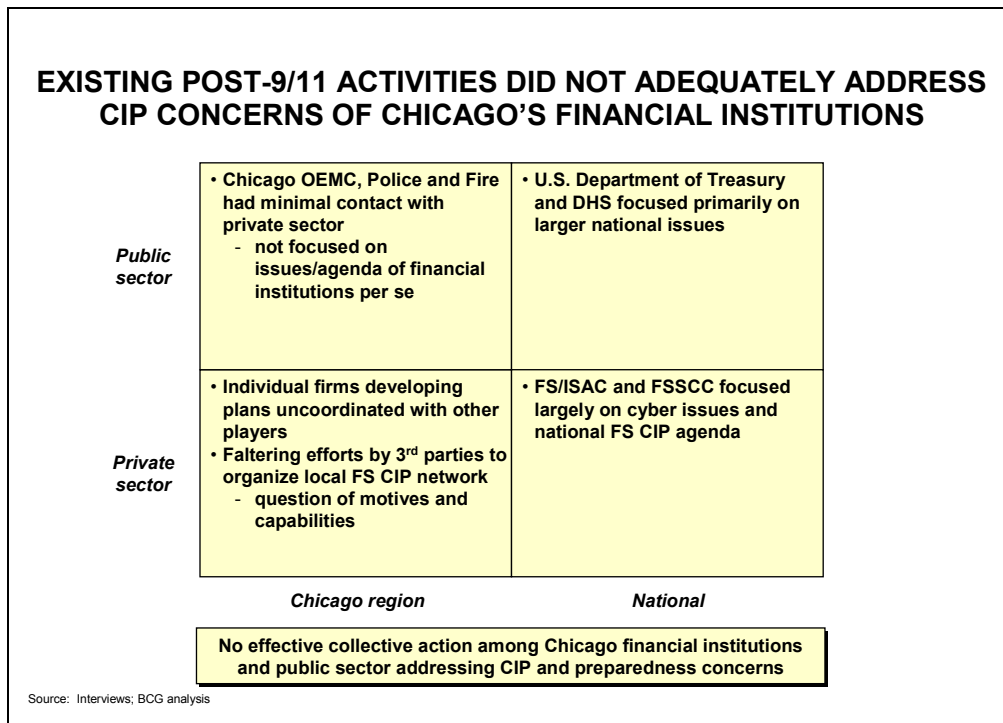 EXISTING POST-9/11 ACTIVITIES DID NOT ADEQUATELY ADDRESS
CIP CONCERNS OF CHICAGO’S FINANCIAL INSTITUTIONS
Public
sector
• Chicago OEMC, Police and Fire
had minimal contact with
private sector
- not focused on
issues/agenda of financial
institutions per se
• U.S. Department of Treasury
and DHS focused primarily on
larger national issues
Private
sector
• Individual firms developing
plans uncoordinated with other
players
• Faltering efforts by 3rd parties to
organize local FS CIP network
- question of motives and
capabilities
• FS/ISAC and FSSCC focused
largely on cyber issues and
national FS CIP agenda
Chicago region
National
No effective collective action among Chicago financial institutions
and public sector addressing CIP and preparedness concerns
Source: Interviews; BCG analysis